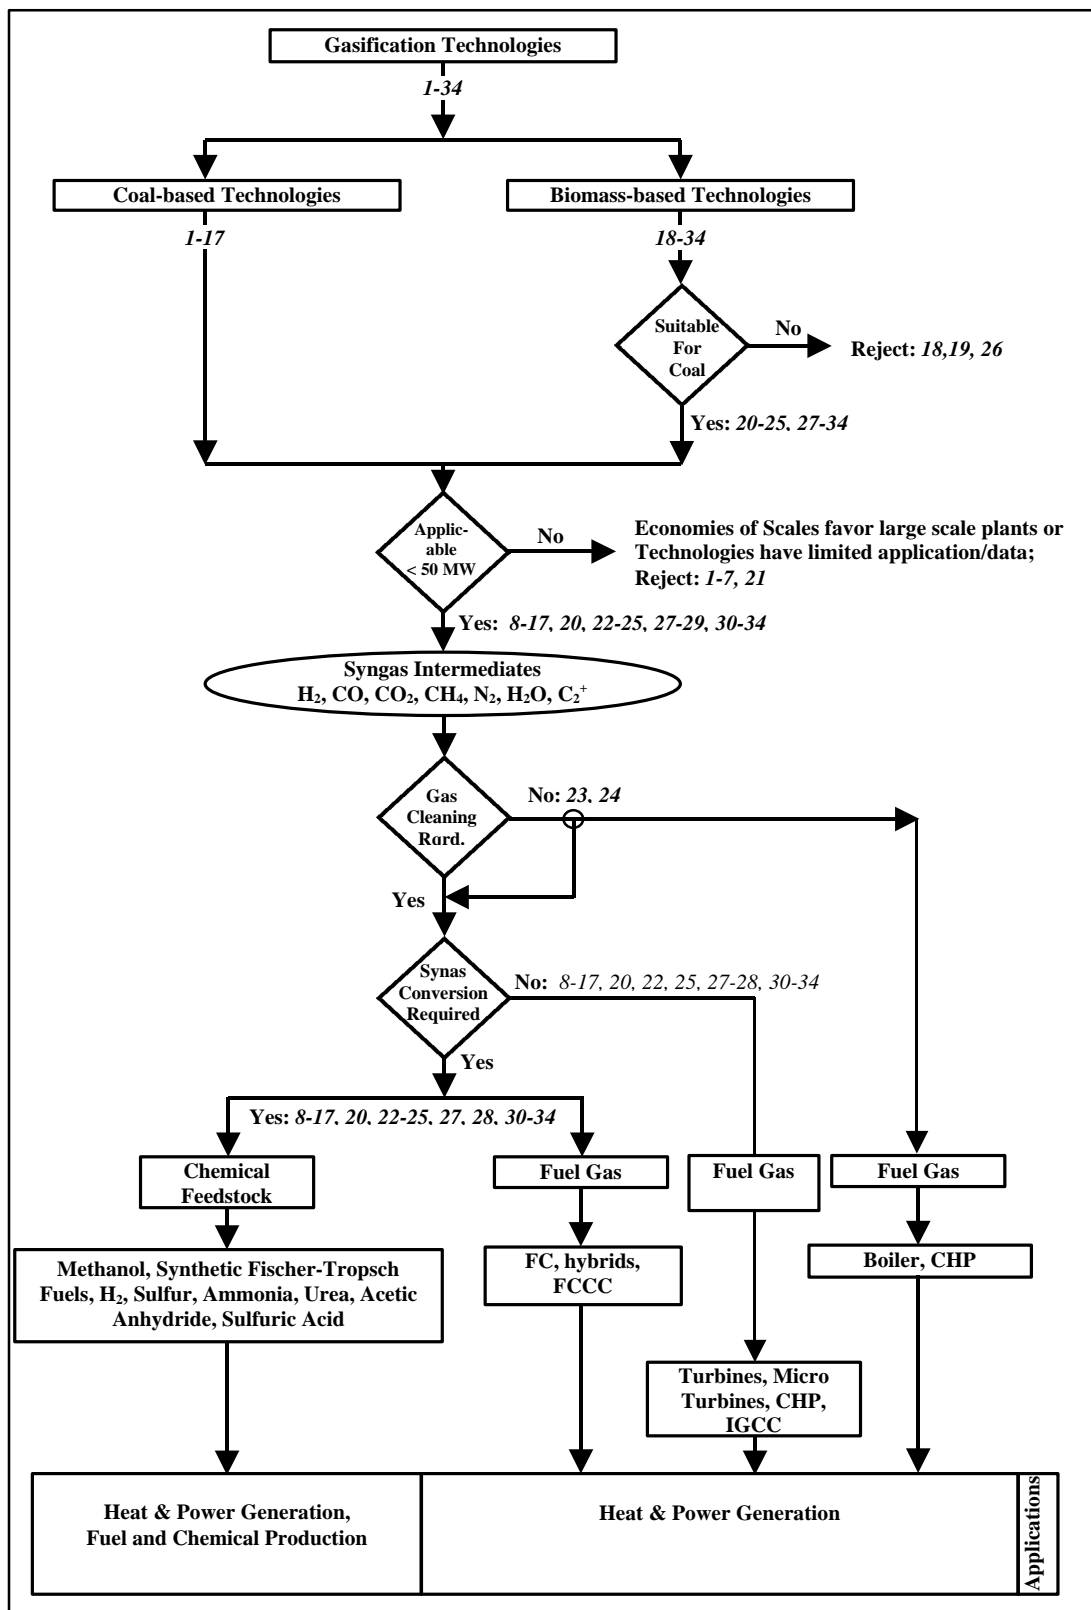 Gasification Technologies
1-34
Coal-based Technologies
Biomass-based Technologies
1-17
18-34
Suitable
For
Coal
No
Reject: 18,19, 26
Yes: 20-25, 27-34
Applic-
able
< 50 MW
No
Economies of Scales favor large scale plants or
Technologies have limited application/data;
Reject: 1-7, 21
Yes: 8-17, 20, 22-25, 27-29, 30-34
Syngas Intermediates
H₂, CO, CO₂, CH₄, N₂, H₂O, C₂⁺
Gas
Cleaning
Rqrd.
No: 23, 24
Yes
Synas
Conversion
Required
No: 8-17, 20, 22, 25, 27-28, 30-34
Yes
Yes: 8-17, 20, 22-25, 27, 28, 30-34
Chemical
Feedstock
Fuel Gas
Fuel Gas
Fuel Gas
Methanol, Synthetic Fischer-Tropsch
Fuels, H₂, Sulfur, Ammonia, Urea, Acetic
Anhydride, Sulfuric Acid
FC, hybrids,
FCCC
Boiler, CHP
Turbines, Micro
Turbines, CHP,
IGCC
Heat & Power Generation,
Fuel and Chemical Production
Heat & Power Generation
Applications